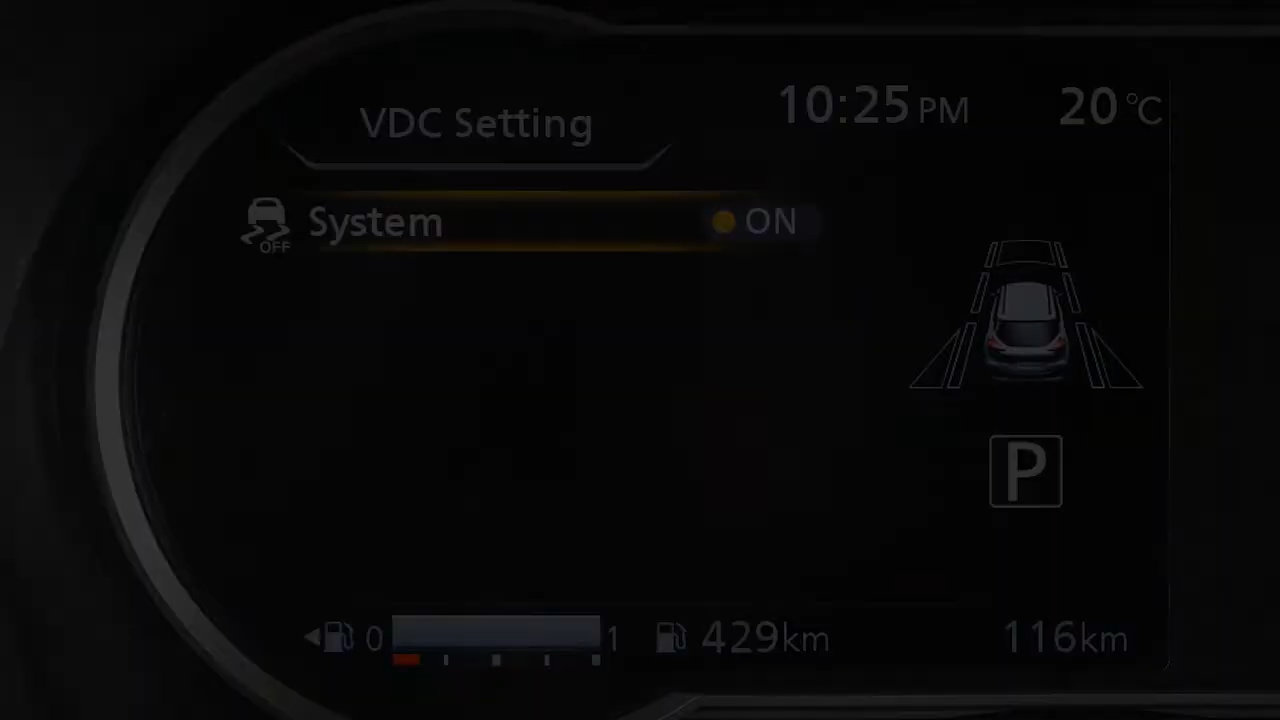 VDC Setting
10:25 PM
20 °C
OFF
System
ON
P
0
1
429km
116km